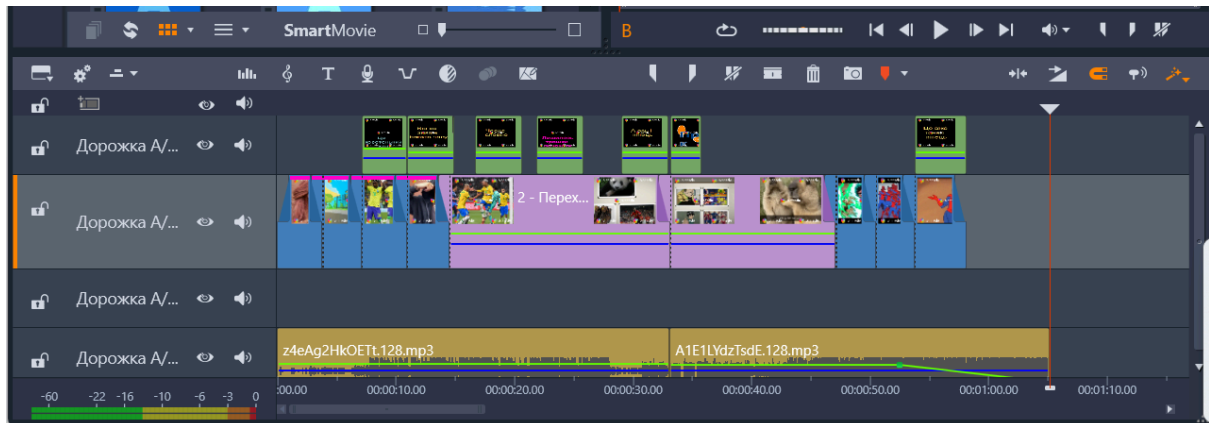 SmartMovie
B
T
Дорожка А/...
Дорожка А/...
2 - Перех...
Дорожка А/...
Дорожка А/...
z4eAg2HkOETt.128.mp3
A1E1LYdzTsdE.128.mp3
:00.00 00:00:10.00 00:00:20.00 00:00:30.00 00:00:40.00 00:00:50.00 00:01:00.00 00:01:10.00
-60 -22 -16 -10 -6 -3 0